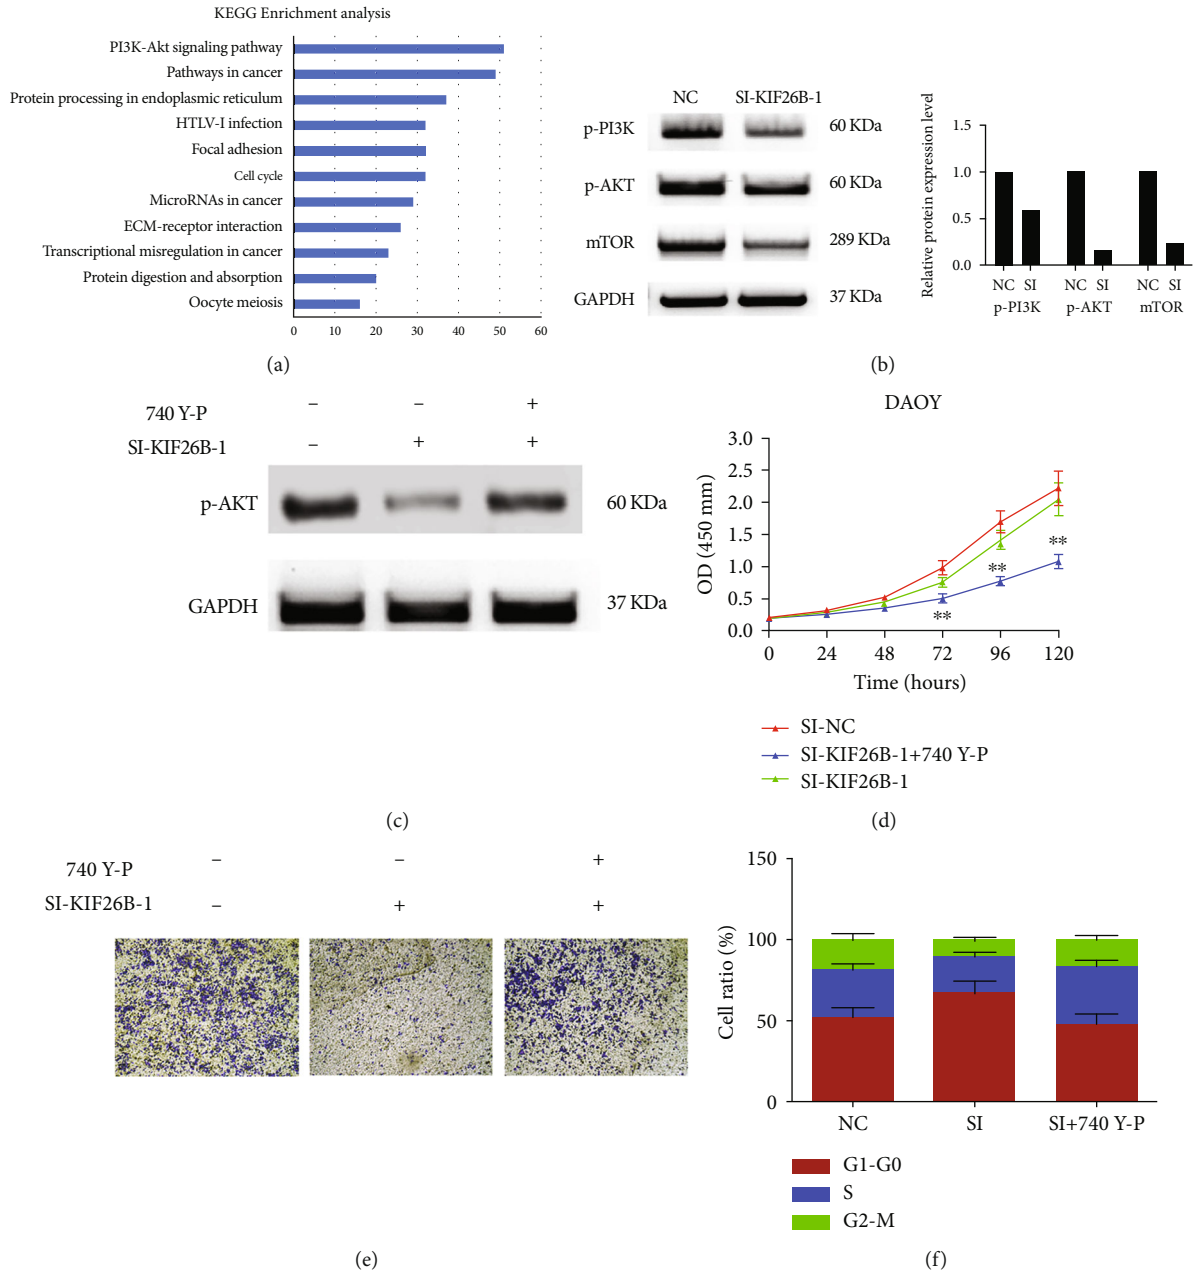 KEGG Enrichment analysis
PI3K-Akt signaling pathway
Pathways in cancer
Protein processing in endoplasmic reticulum
HTLV-I infection
Focal adhesion
Cell cycle
MicroRNAs in cancer
ECM-receptor interaction
Transcriptional misregulation in cancer
Protein digestion and absorption
Oocyte meiosis
0 10 20 30 40 50 60
(a)
NC SI-KIF26B-1
p-PI3K 60 KDa
p-AKT 60 KDa
mTOR 289 KDa
GAPDH 37 KDa
Relative protein expression level
1.5
1.0
0.5
0.0
NC SI NC SI NC SI
p-PI3K p-AKT mTOR
(b)
740 Y-P – – +
SI-KIF26B-1 – + +
p-AKT 60 KDa
GAPDH 37 KDa
(c)
DAOY
OD (450 mm)
3.0
2.5
2.0
1.5
1.0
0.5
0.0
**
**
**
0 24 48 72 96 120
Time (hours)
SI-NC
SI-KIF26B-1+740 Y-P
SI-KIF26B-1
(d)
740 Y-P – – +
SI-KIF26B-1 – + +
(e)
Cell ratio (%)
150
100
50
0
NC SI SI+740 Y-P
G1-G0
S
G2-M
(f)